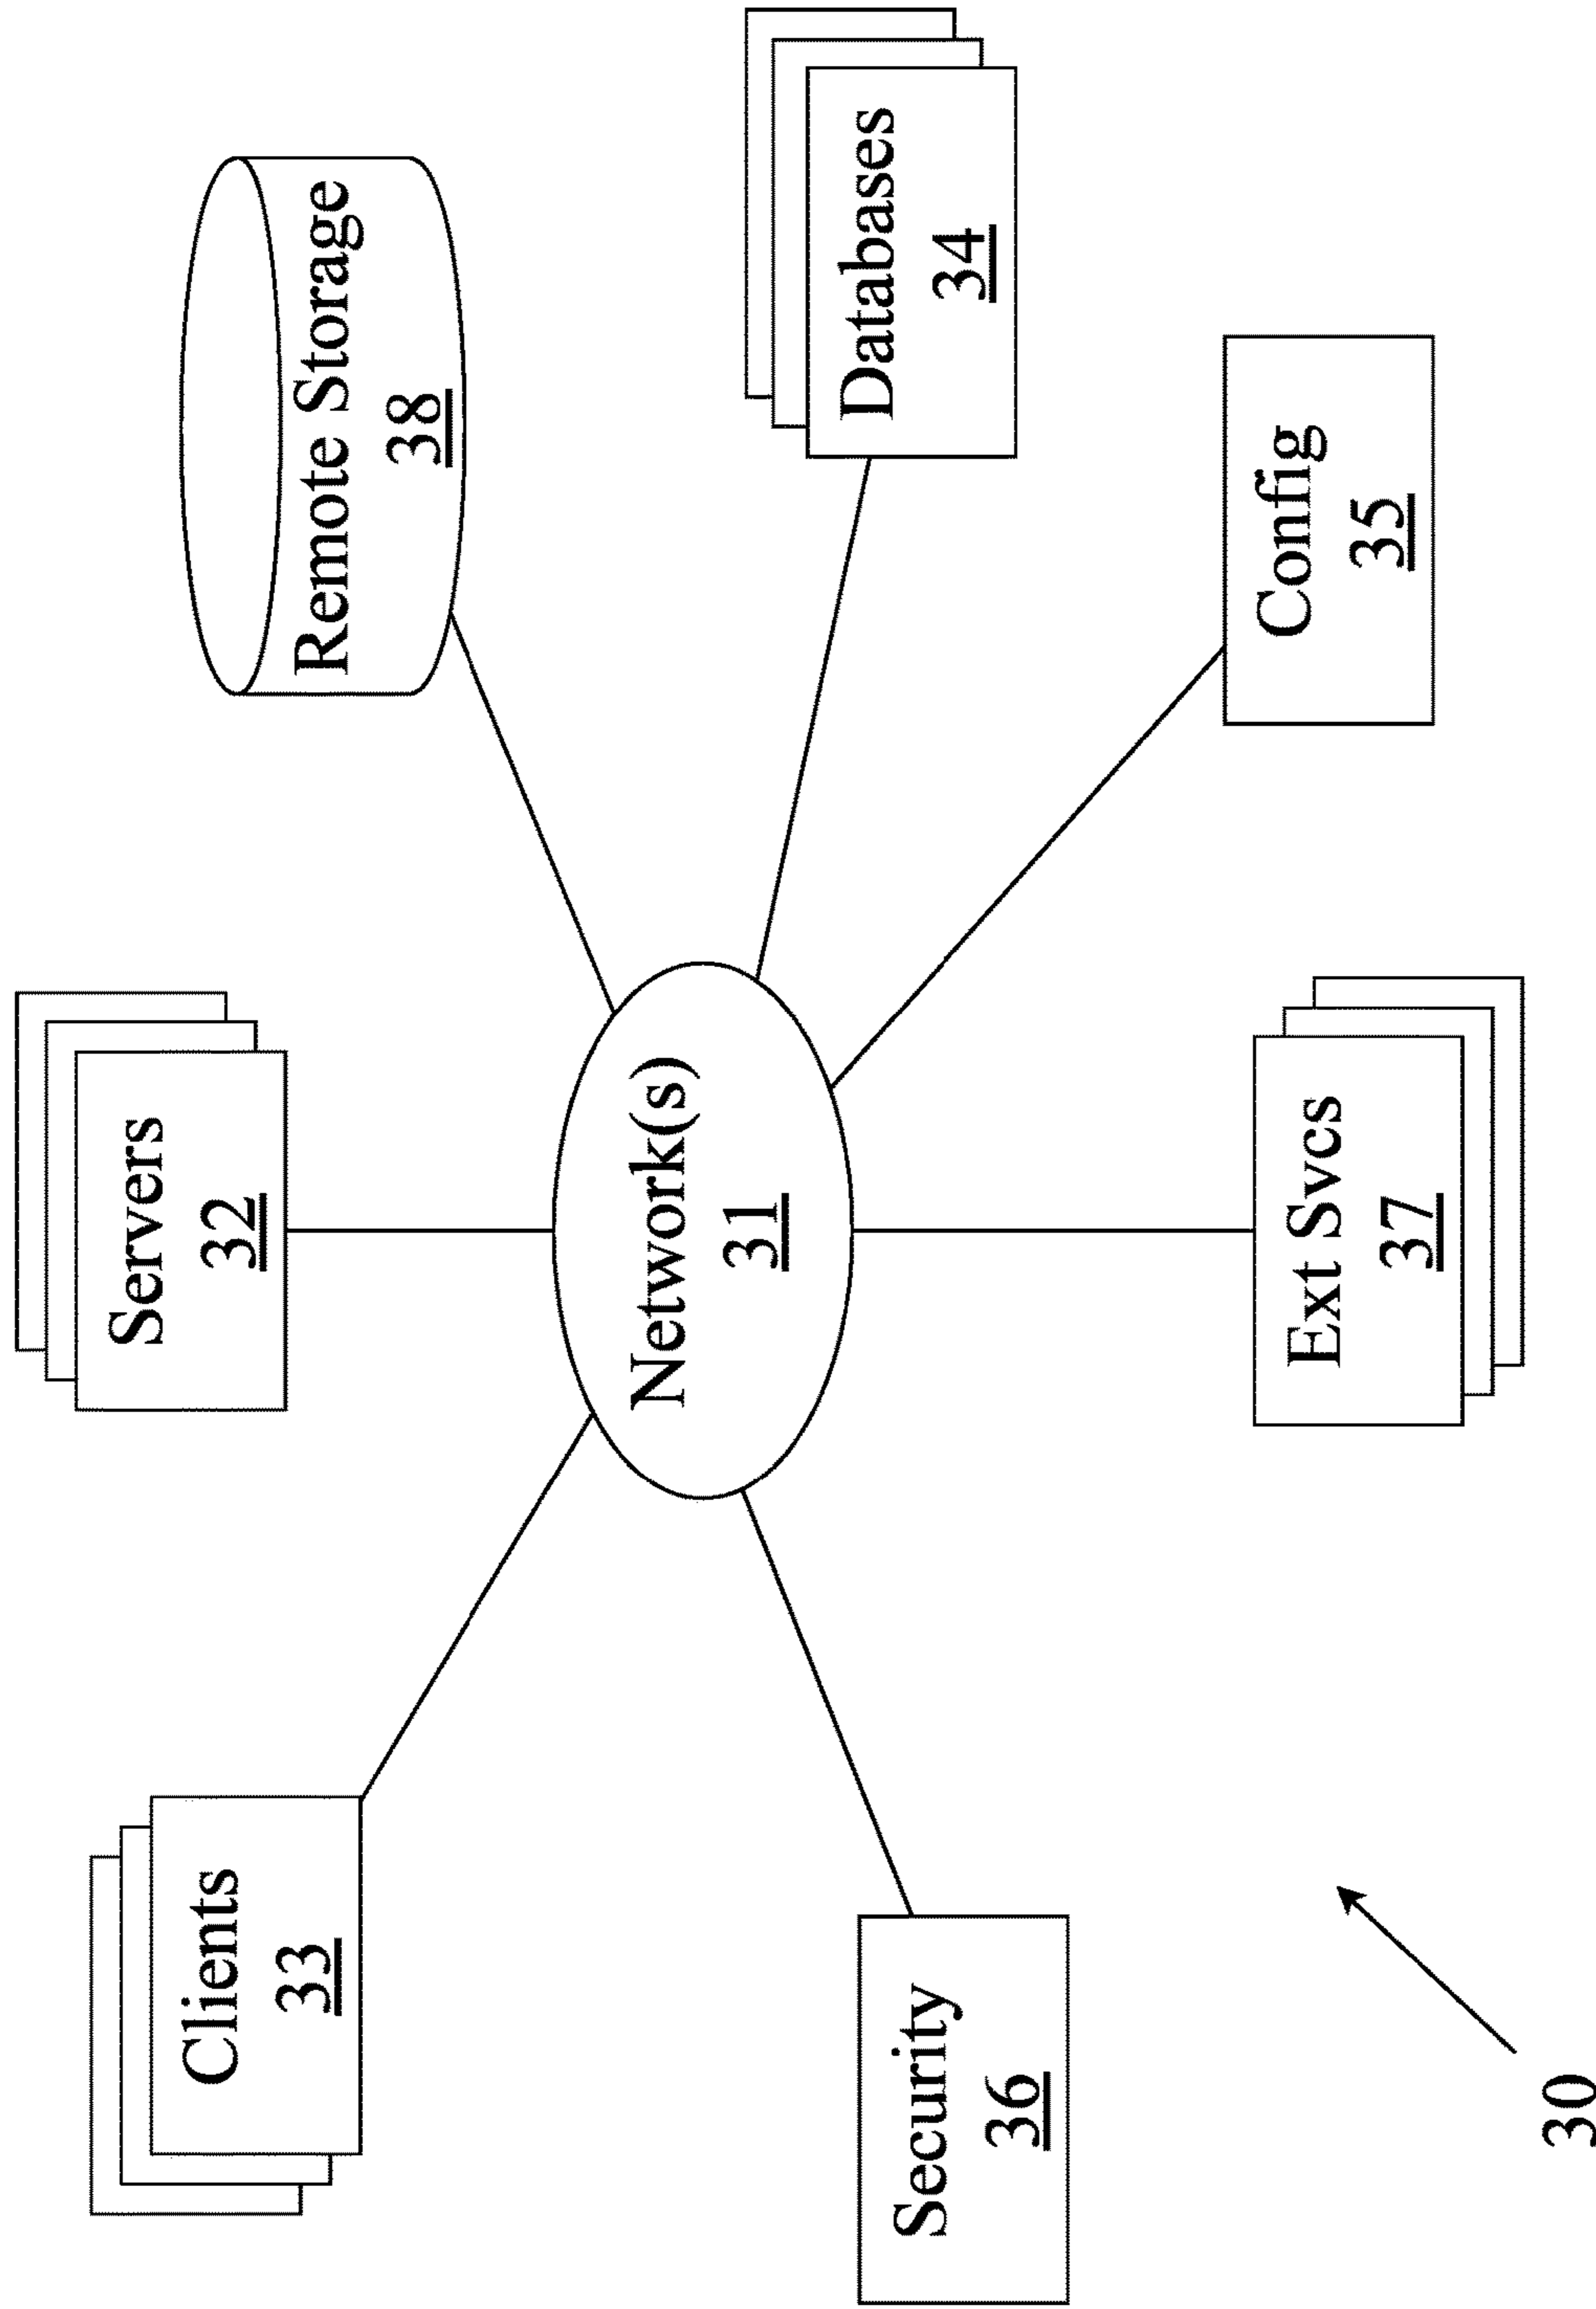 Servers
32
Clients
33
Remote Storage
38
Network(s)
31
Databases
34
Security
36
Ext Svcs
37
Config
35
30